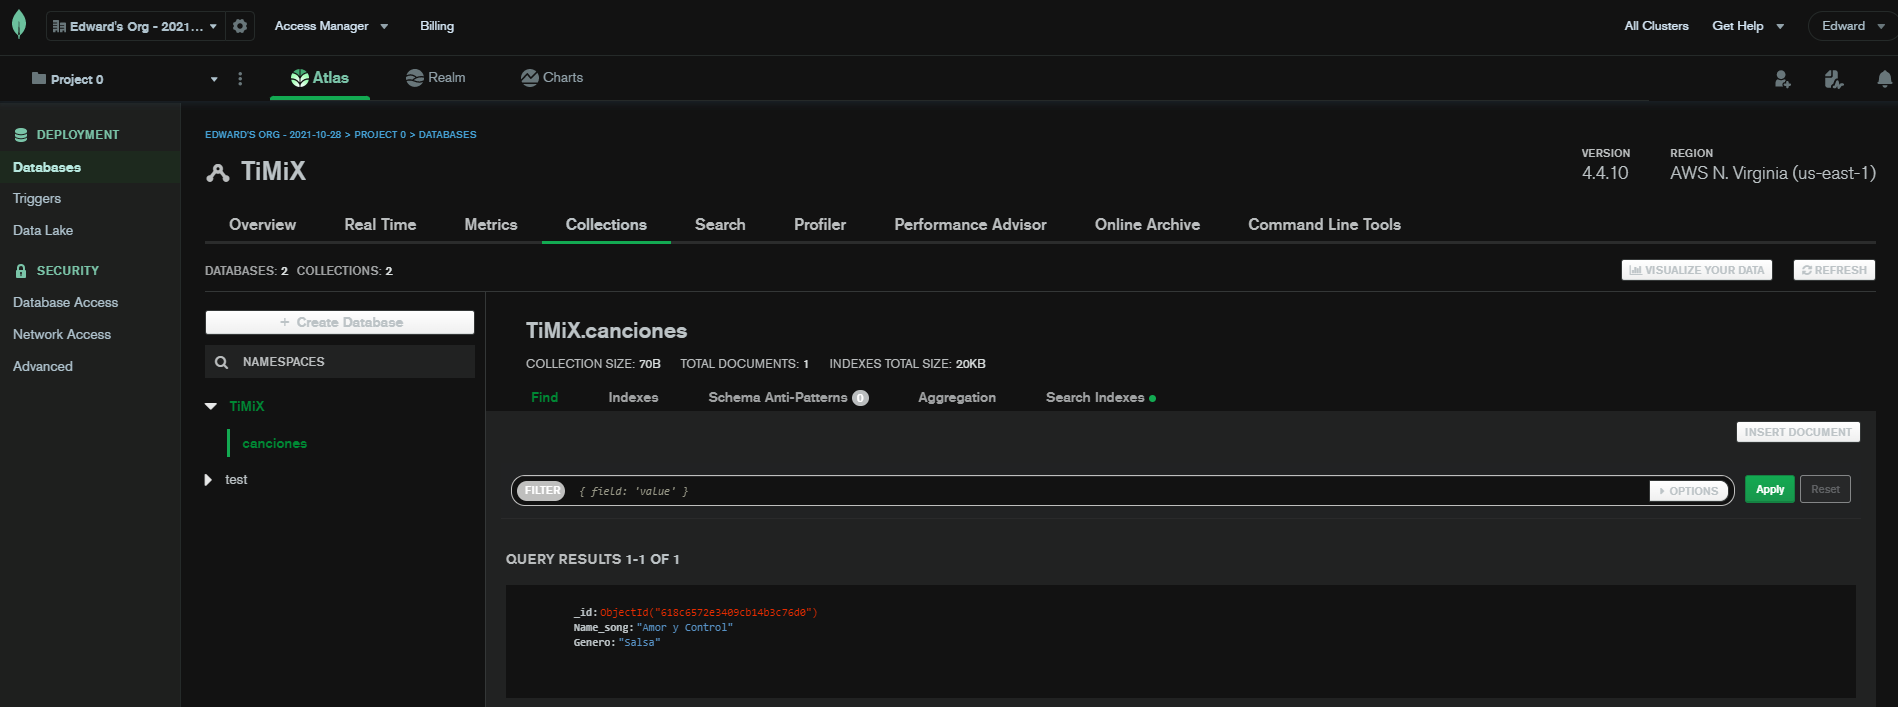 Edward's Org - 2021...
Access Manager
Billing
All Clusters
Get Help
Edward
Project 0
Atlas
Realm
Charts
DEPLOYMENT
Databases
Triggers
Data Lake
SECURITY
Database Access
Network Access
Advanced
EDWARD'S ORG - 2021-10-28 > PROJECT 0 > DATABASES
TiMiX
VERSION
4.4.10
REGION
AWS N. Virginia (us-east-1)
Overview
Real Time
Metrics
Collections
Search
Profiler
Performance Advisor
Online Archive
Command Line Tools
DATABASES: 2 COLLECTIONS: 2
VISUALIZE YOUR DATA
REFRESH
+ Create Database
NAMESPACES
TiMiX
canciones
test
TiMiX.canciones
COLLECTION SIZE: 70B TOTAL DOCUMENTS: 1 INDEXES TOTAL SIZE: 20KB
Find
Indexes
Schema Anti-Patterns 0
Aggregation
Search Indexes
INSERT DOCUMENT
FILTER
{ field: 'value' }
OPTIONS
Apply
Reset
QUERY RESULTS 1-1 OF 1
_id: ObjectId("618c6572e3409cb14b3c76d0")
Name_song: "Amor y Control"
Genero: "Salsa"